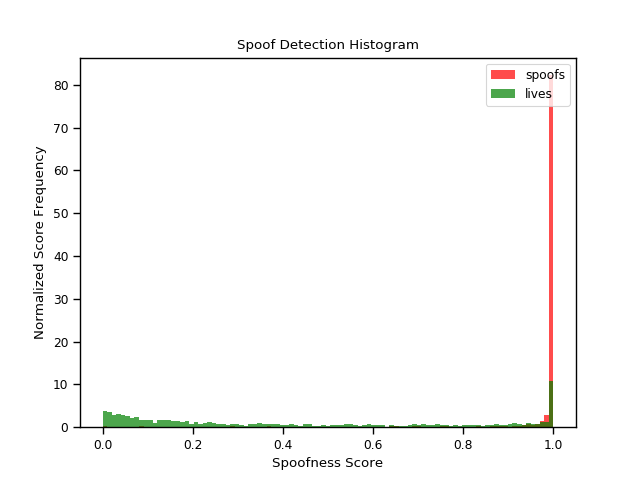 Spoof Detection Histogram
spoofs
lives
Normalized Score Frequency
80
70
60
50
40
30
20
10
0
0.0 0.2 0.4 0.6 0.8 1.0
Spoofness Score